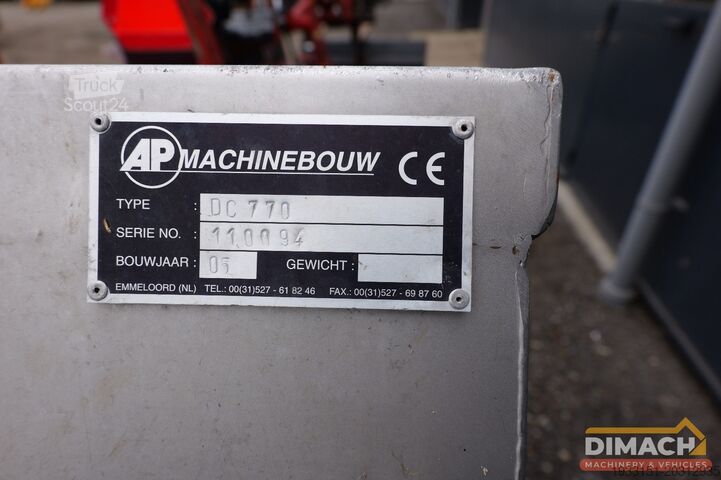 Truck
Scout24
AP MACHINEBOUW CE
TYPE : DC 770
SERIE NO. : 110094
BOUWJAAR : 05 GEWICHT :
EMMELOORD (NL) TEL.: 00(31)527 - 61 82 46 FAX.: 00(31)527 - 69 87 60
DIMACH
MACHINERY & VEHICLES